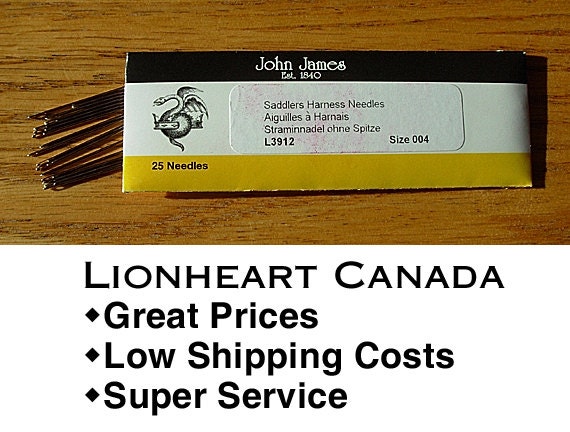 John James
Est. 1840
Saddlers Harness Needles
Aiguilles à Harnais
Straminnadel ohne Spitze
L3912 Size 004
25 Needles
LIONHEART CANADA
◆Great Prices
◆Low Shipping Costs
◆Super Service